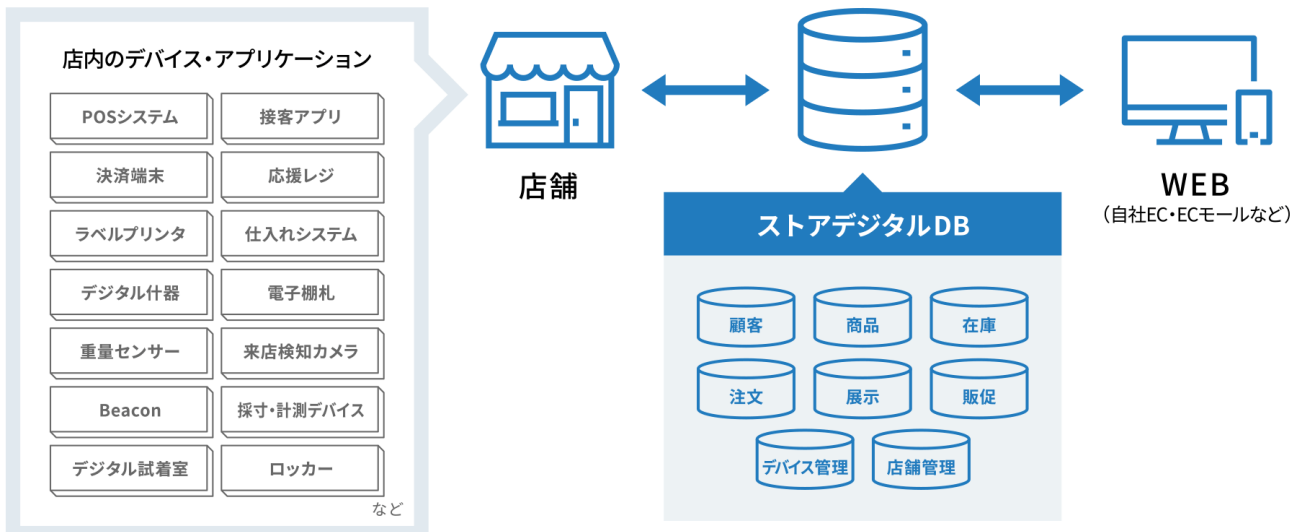 店内のデバイス・アプリケーション
POSシステム
接客アプリ
決済端末
応援レジ
ラベルプリンタ
仕入れシステム
デジタル什器
電子棚札
重量センサー
来店検知カメラ
Beacon
採寸・計測デバイス
デジタル試着室
ロッカー
など
店舗
ストアデジタルDB
顧客
商品
在庫
注文
展示
販促
デバイス管理
店舗管理
WEB
（自社EC・ECモールなど）